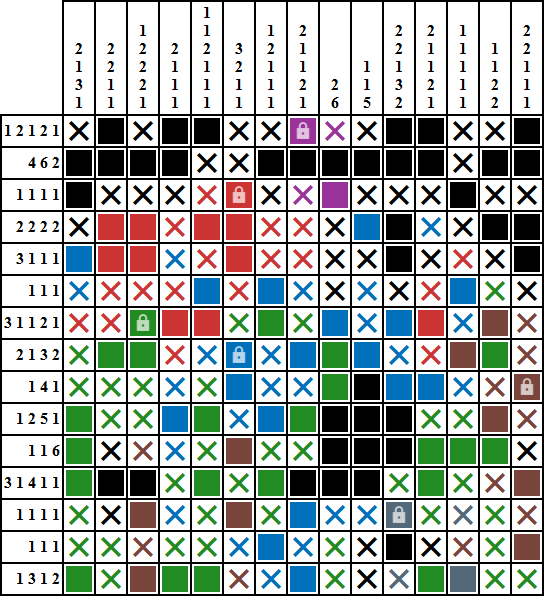 1
1 1 1 2 2 2 1 2
2 2 2 2 2 3 2 1 2 1 1 1 2
1 2 2 1 1 2 1 1 1 1 1 1 1 1
3 1 2 1 1 1 1 2 2 1 3 2 1 2 1
1 1 1 1 1 1 1 1 6 5 2 1 1 2 1
1 2 1 2 1
4 6 2
1 1 1 1
2 2 2 2
3 1 1 1
1 1 1
3 1 1 2 1
2 1 3 2
1 4 1
1 2 5 1
1 1 6
3 1 4 1 1
1 1 1 1
1 1 1
1 3 1 2